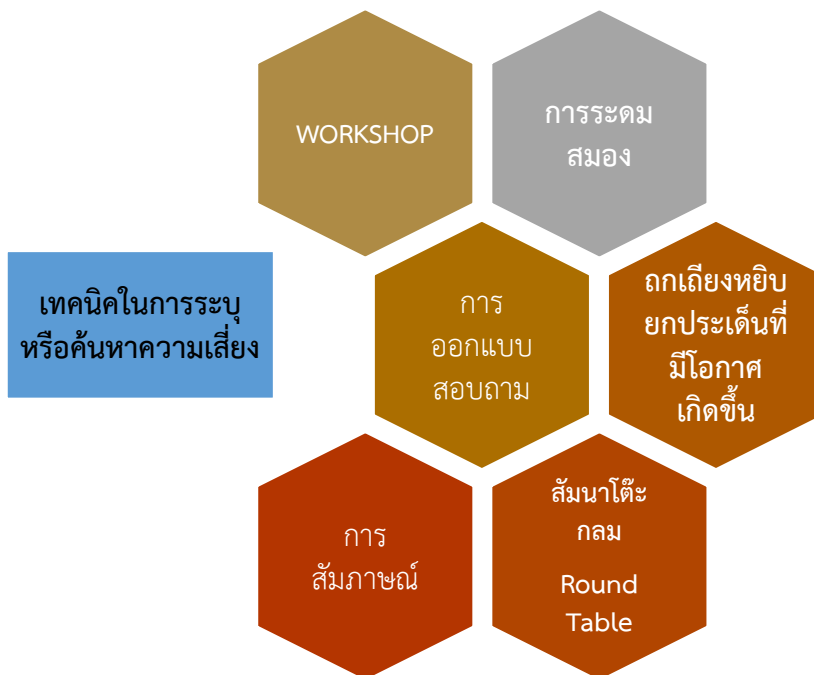 WORKSHOP
การระดม
สมอง
เทคนิคในการระบุ
หรือค้นหาความเสี่ยง
การ
ออกแบบ
สอบถาม
ถกเถียงหยิบ
ยกประเด็นที่
มีโอกาส
เกิดขึ้น
การ
สัมภาษณ์
สัมนาโต๊ะ
กลม
Round
Table